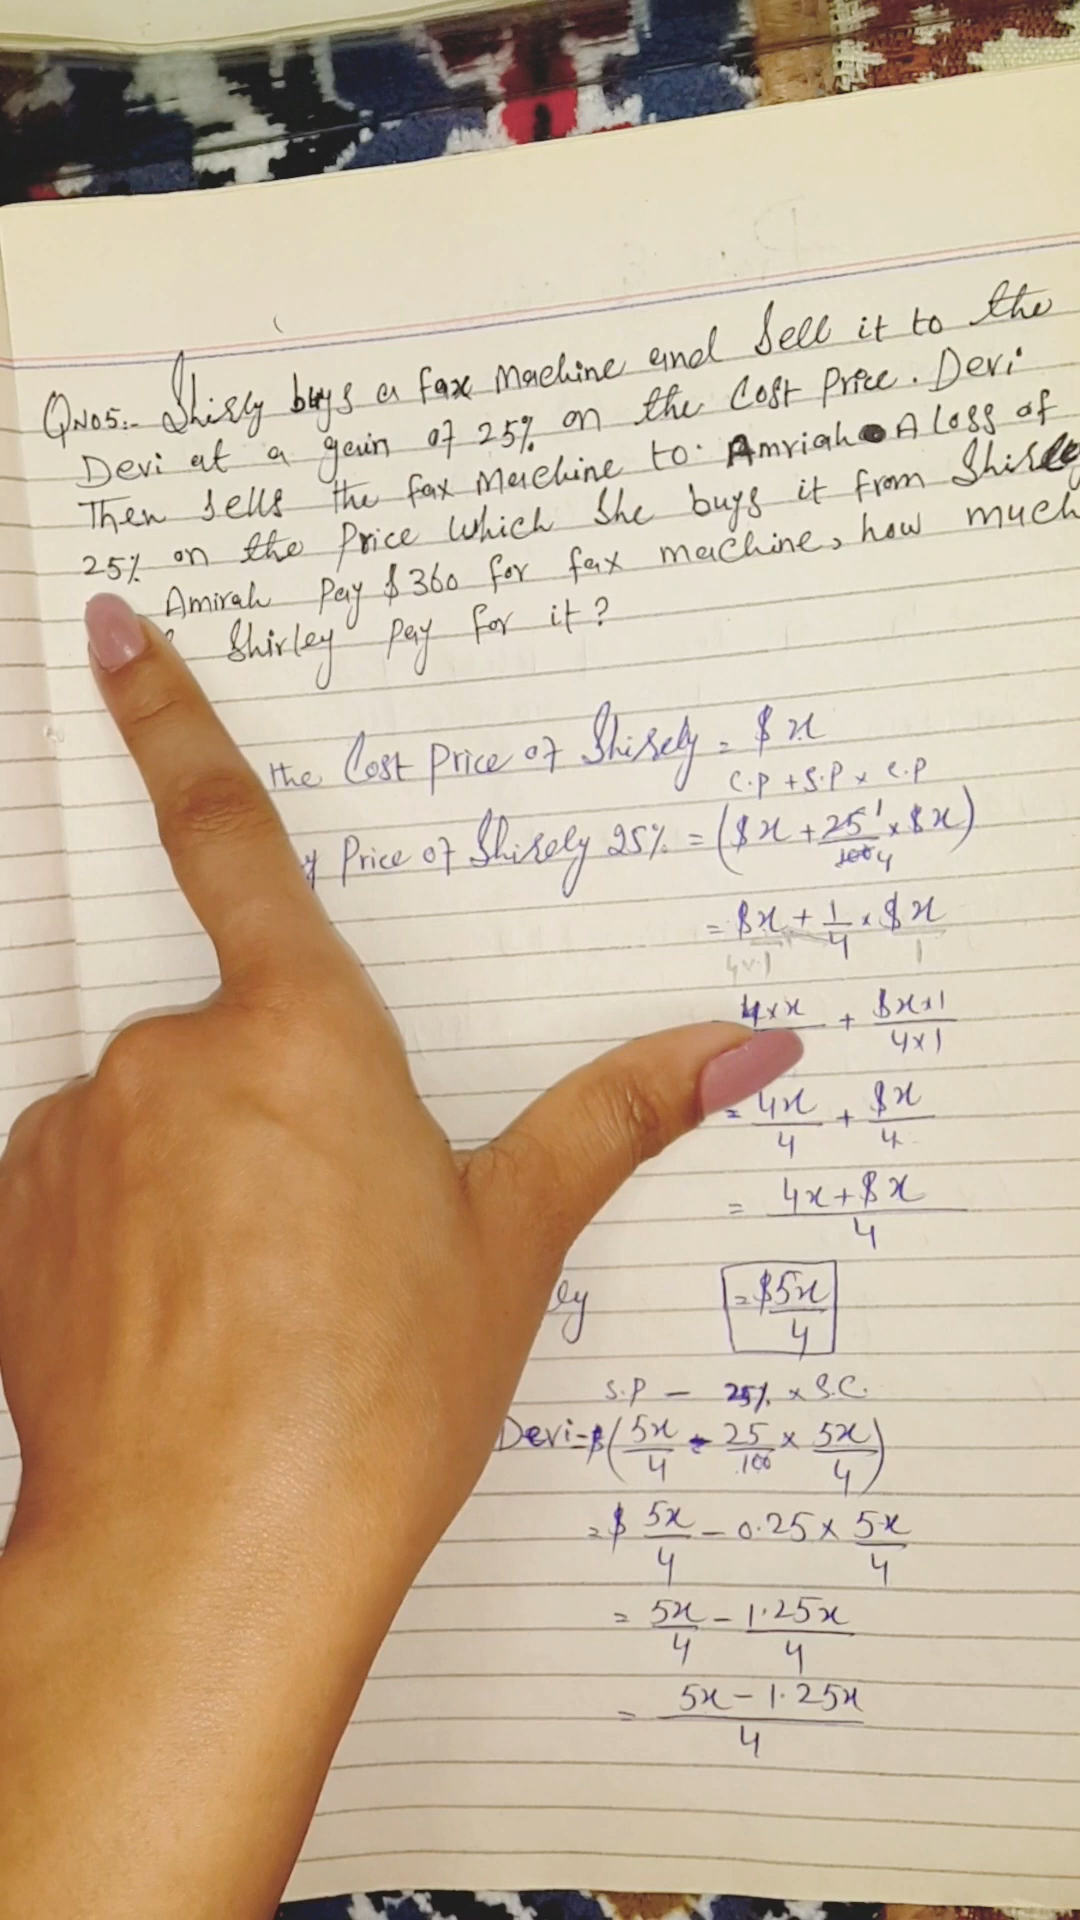 QNo5:- Shirly buys a fax Machine and Sell it to the
Devi at a gain of 25% on the Cost Price. Devi
Then sells the fax Machine to Amriah A loss of
25% on the Price Which She buys it from Shirley
Amirah Pay $360 for fax machine, how much
Shirley Pay for it?
the Cost price of Shirely = $x
C.P + S.P x C.P
Price of Shirely 25% = ($x + 25/100 x $x)
1
4
= $x + 1/4 x $x
4x1 1
4 x x + $x x 1 / 4 x 1
= 4x/4 + $x/4
= 4x + $x / 4
ly = $5x/4
S.P - 25% x S.C.
Devi = $(5x/4 - 25/100 x 5x/4)
= $ 5x/4 - 0.25 x 5x/4
= 5x/4 - 1.25x/4
= 5x - 1.25x / 4